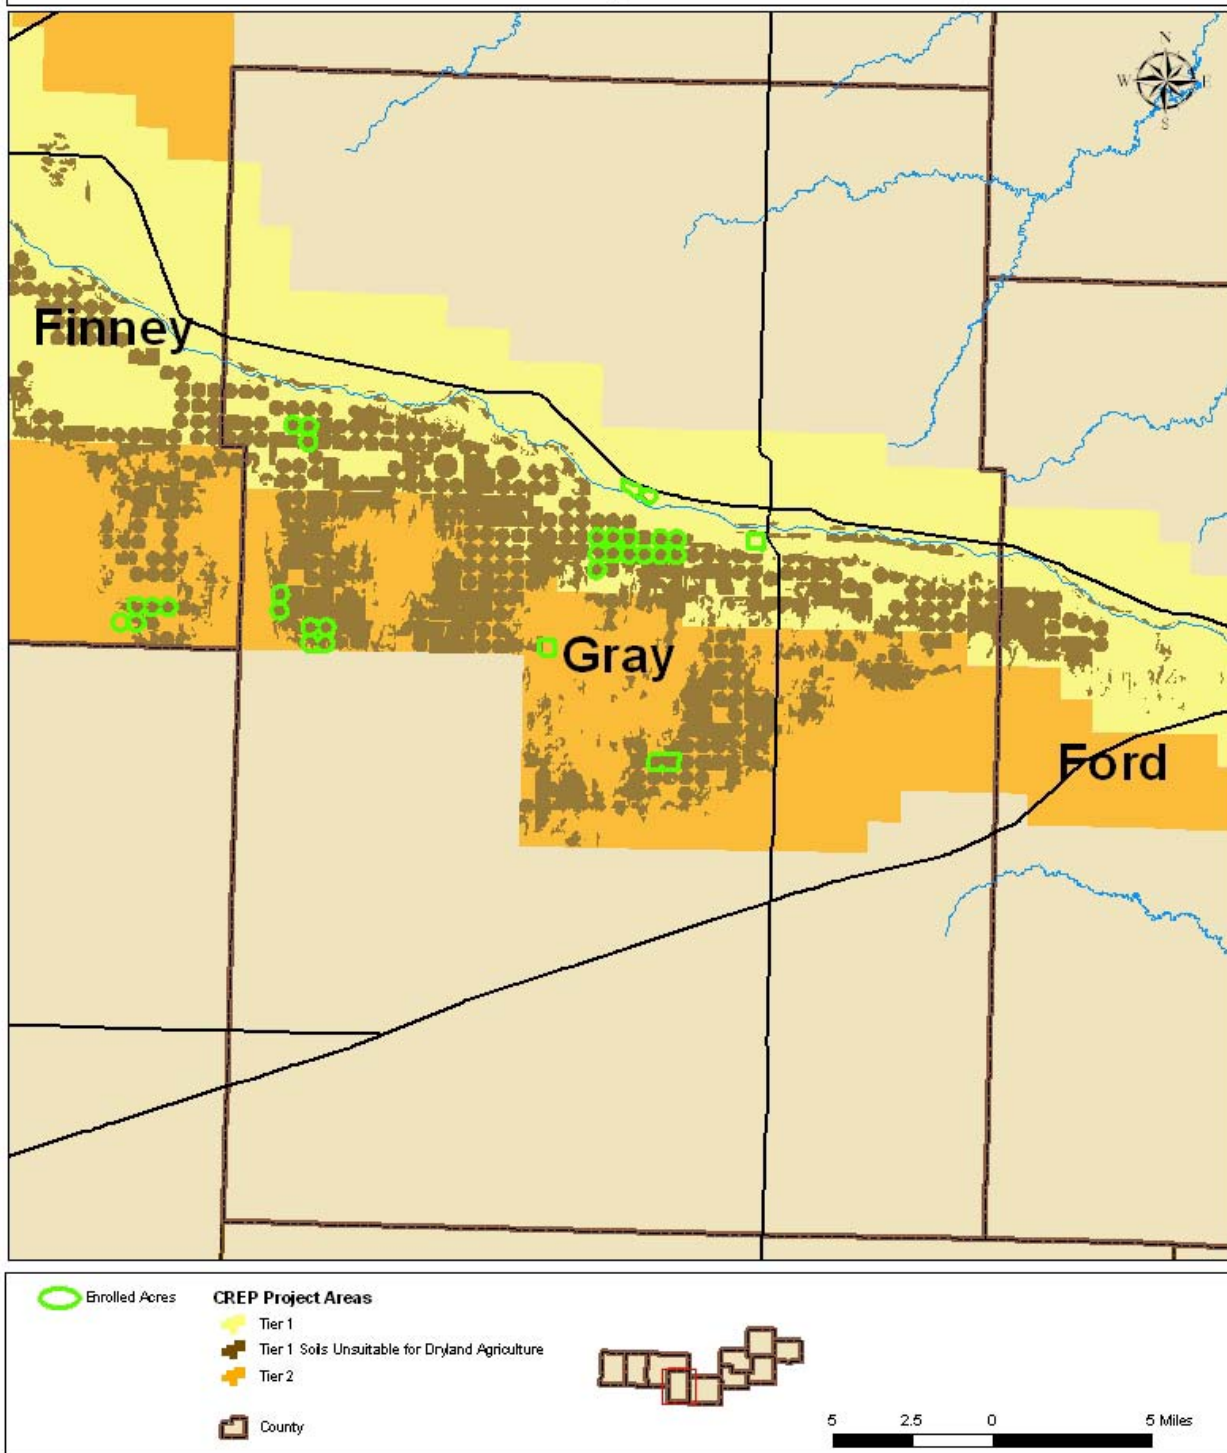 N
W E
S
Finney
Gray
Ford
Enrolled Acres
CREP Project Areas
Tier 1
Tier 1 Soils Unsuitable for Dryland Agriculture
Tier 2
County
5 2.5 0 5 Miles